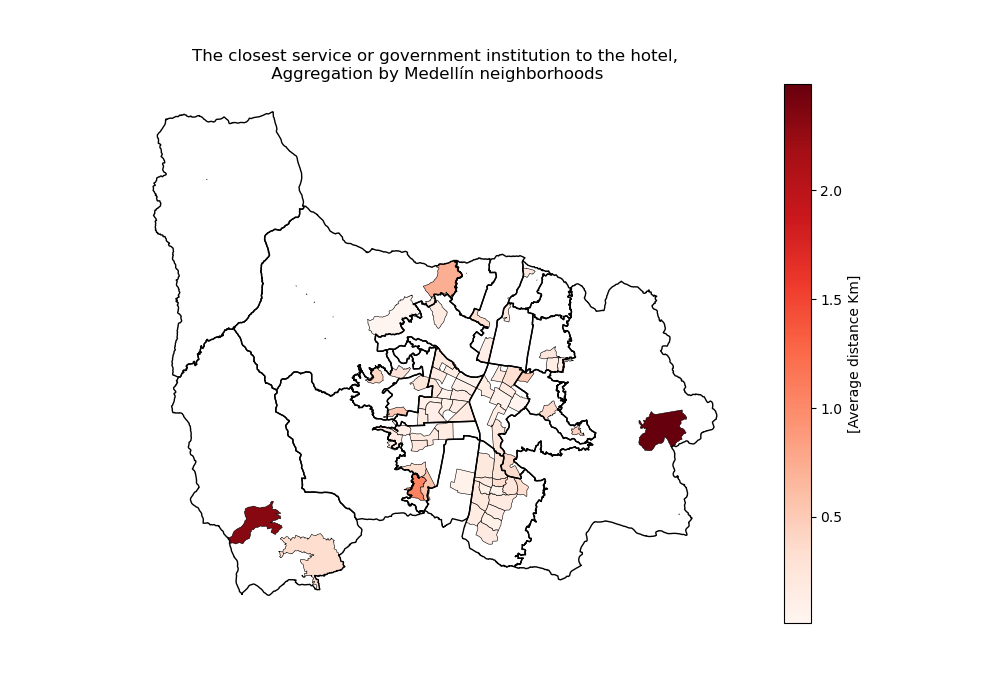 The closest service or government institution to the hotel,
Aggregation by Medellín neighborhoods
2.0
1.5
1.0
0.5
[Average distance Km]